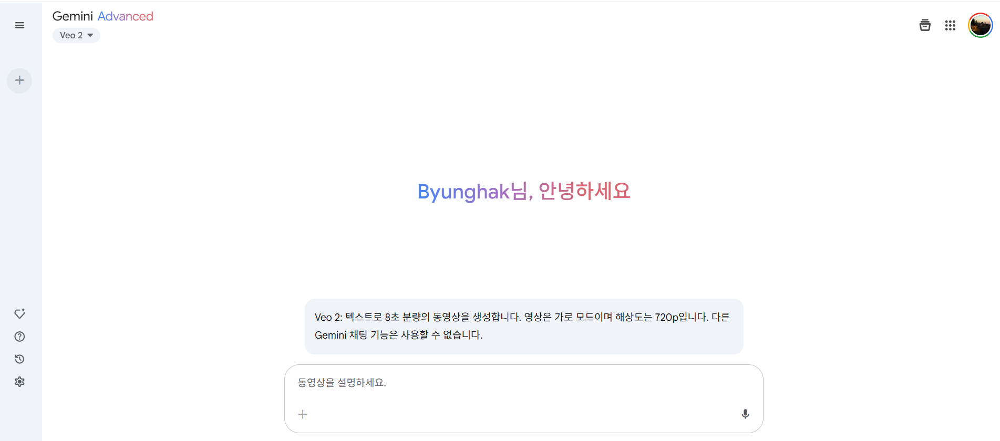 Gemini Advanced
Veo 2
Byunghak님, 안녕하세요
Veo 2: 텍스트로 8초 분량의 동영상을 생성합니다. 영상은 가로 모드이며 해상도는 720p입니다. 다른
Gemini 채팅 기능은 사용할 수 없습니다.
동영상을 설명하세요.